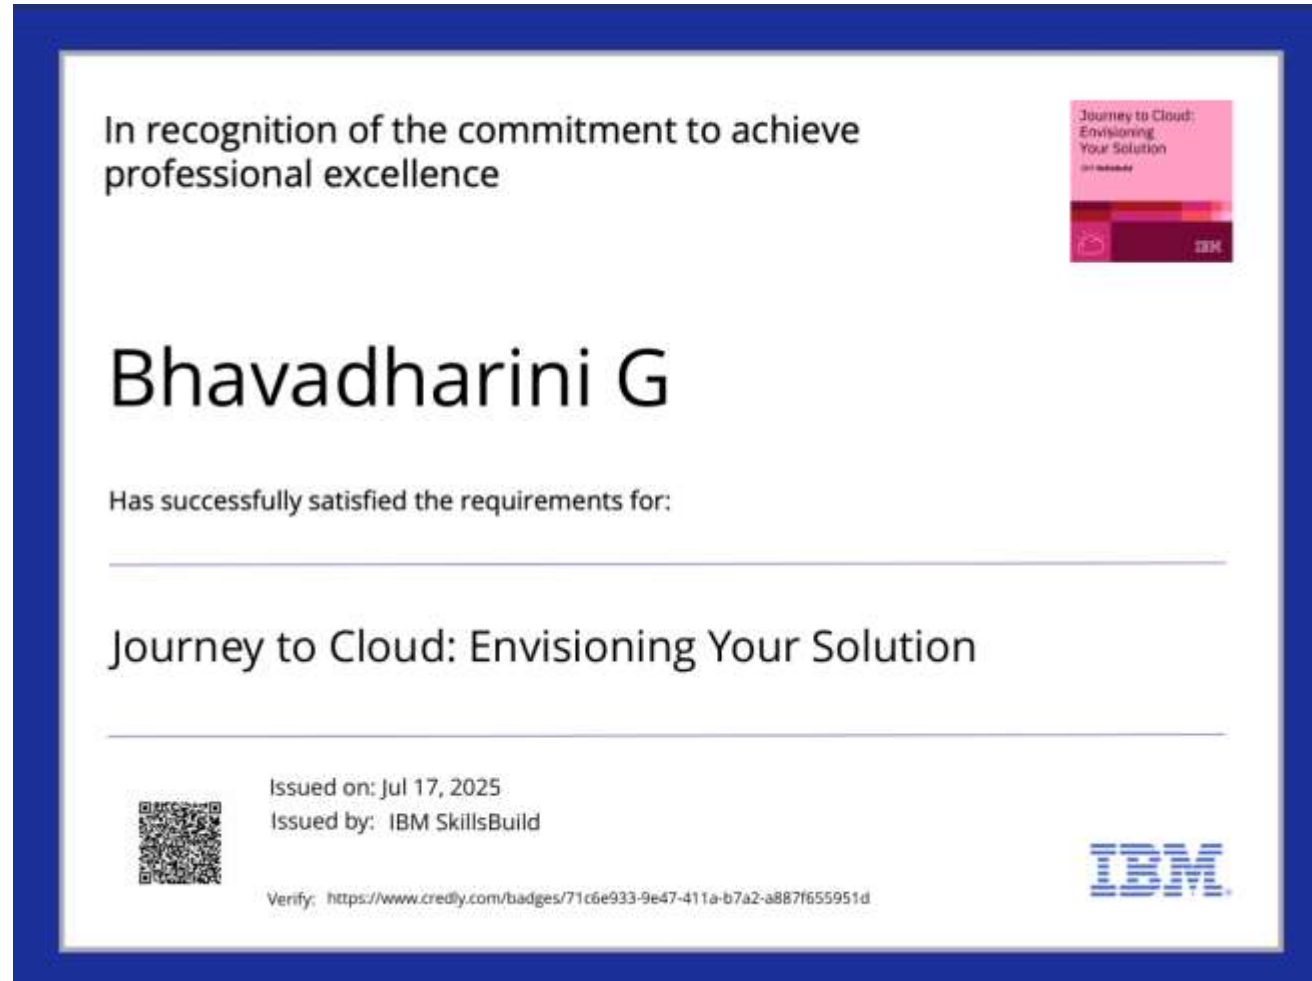 In recognition of the commitment to achieve
professional excellence
Journey to Cloud:
Envisioning
Your Solution
IBM SkillsBuild
IBM
Bhavadharini G
Has successfully satisfied the requirements for:
Journey to Cloud: Envisioning Your Solution
Issued on: Jul 17, 2025
Issued by: IBM SkillsBuild
Verify: https://www.credly.com/badges/71c6e933-9e47-411a-b7a2-a887f655951d
IBM.